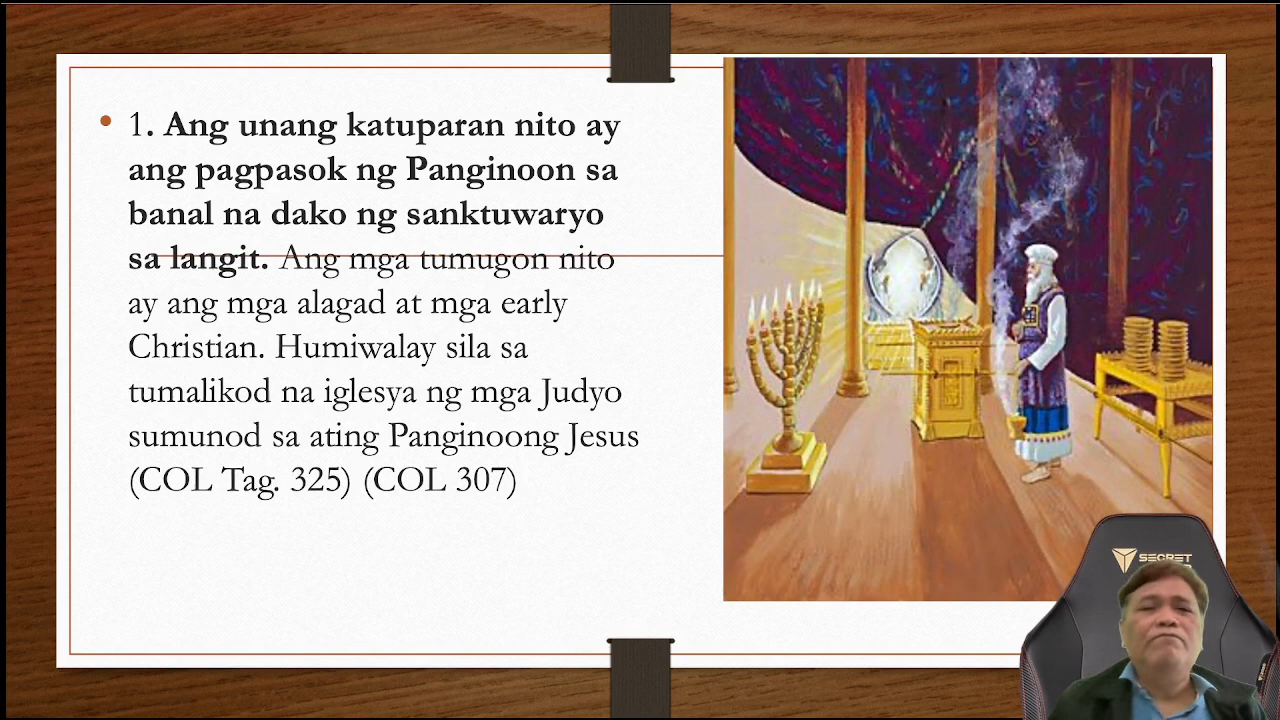 • 1. Ang unang katuparan nito ay
ang pagpasok ng Panginoon sa
banal na dako ng sanktuwaryo
sa langit. Ang mga tumugon nito
ay ang mga alagad at mga early
Christian. Humiwalay sila sa
tumalikod na iglesya ng mga Judyo
sumunod sa ating Panginoong Jesus
(COL Tag. 325) (COL 307)
SECRET